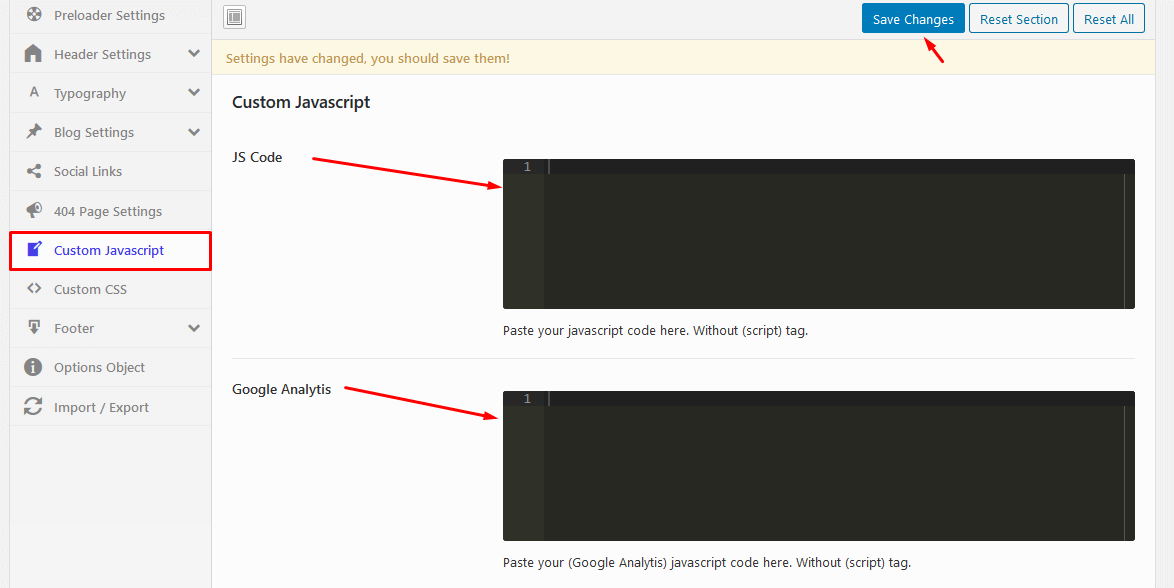 Preloader Settings
Header Settings
Typography
Blog Settings
Social Links
404 Page Settings
Custom Javascript
Custom CSS
Footer
Options Object
Import / Export
Save Changes
Reset Section
Reset All
Settings have changed, you should save them!
Custom Javascript
JS Code
1
Paste your javascript code here. Without (script) tag.
Google Analytis
1
Paste your (Google Analytis) javascript code here. Without (script) tag.